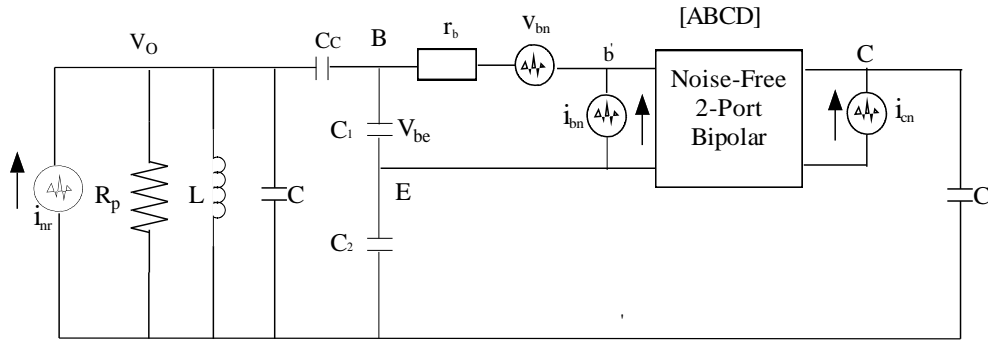 [ABCD]
V_O
C_C
B
r_b
v_bn
b'
C
Noise-Free
2-Port
Bipolar
i_bn
i_cn
C_1
V_be
i_nr
R_p
L
C
E
C_2
C
'